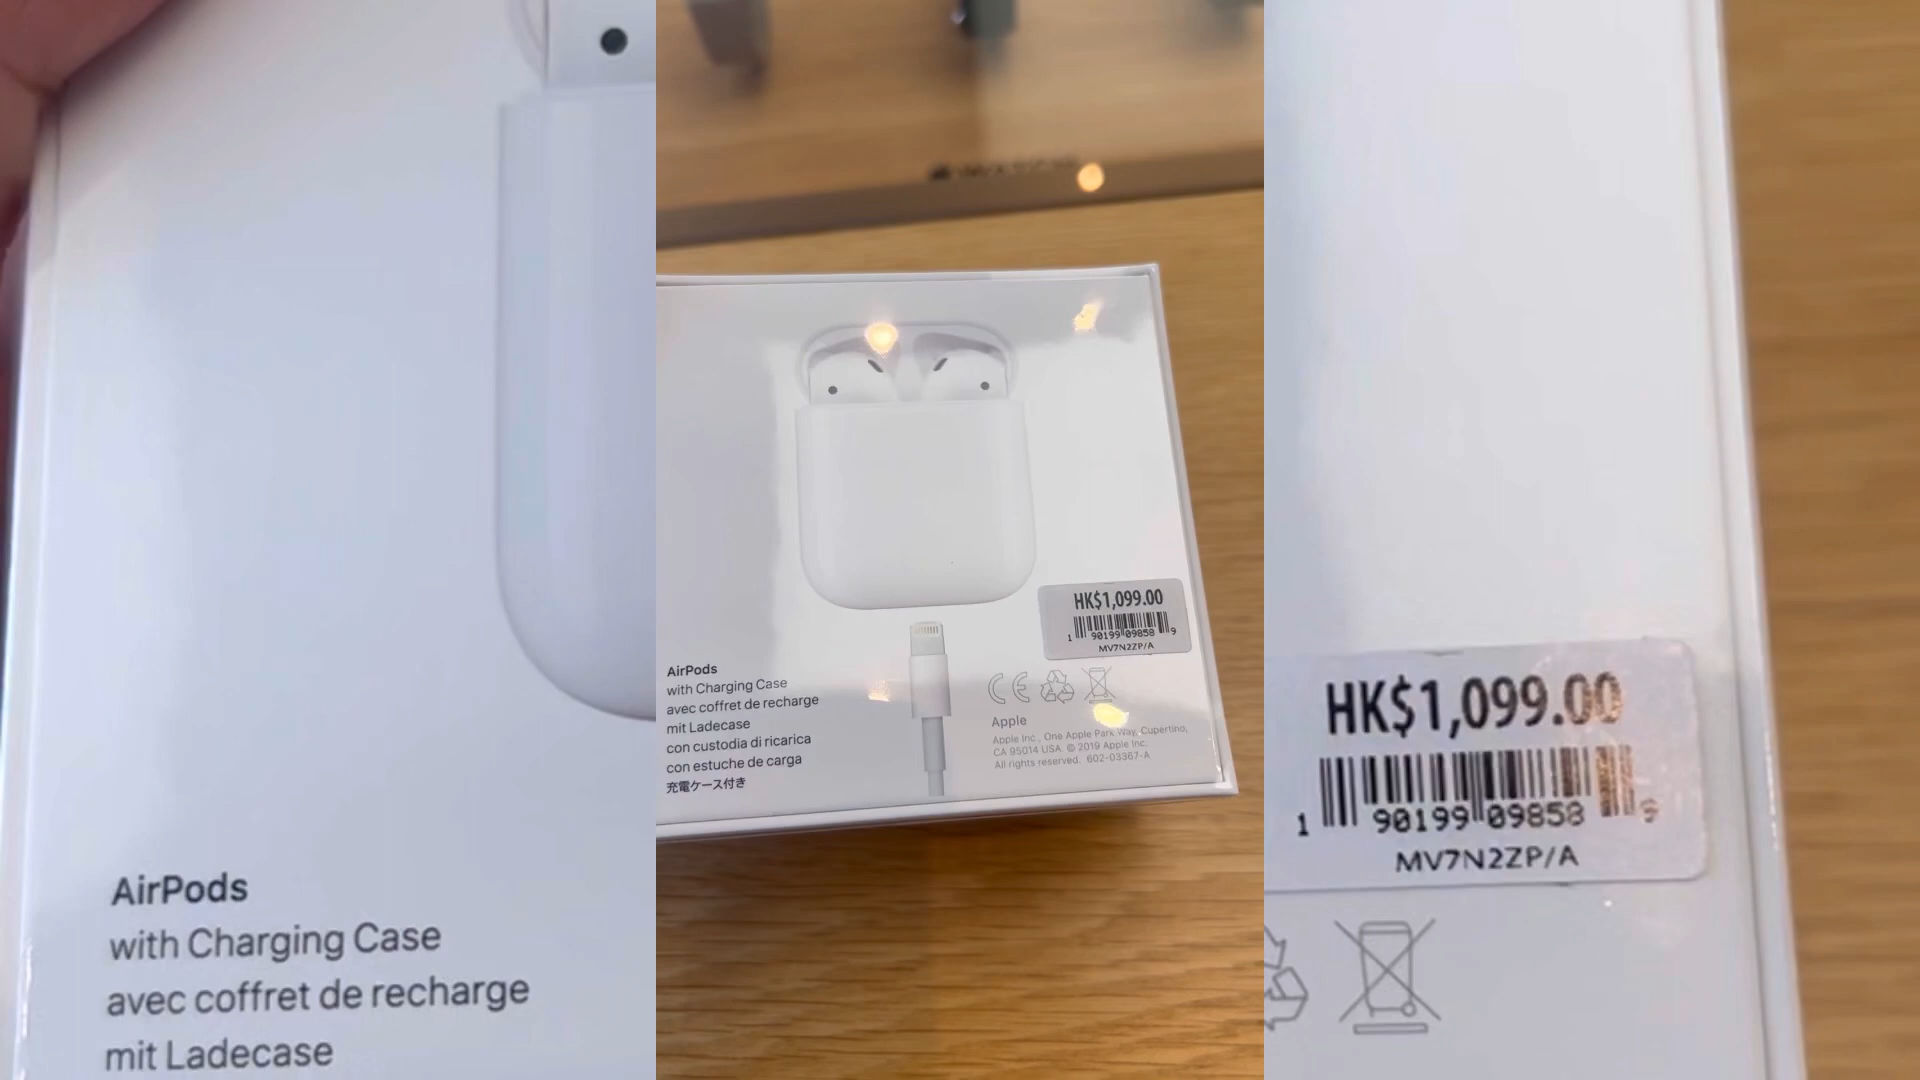 AirPods
with Charging Case
avec coffret de recharge
mit Ladecase
HK$1,099.00
1 90199 09858 9
MV7N2ZP/A
AirPods
with Charging Case
avec coffret de recharge
mit Ladecase
con custodia di ricarica
con estuche de carga
充電ケース付き
Apple
Apple Inc., One Apple Park Way, Cupertino,
CA 95014 USA. © 2019 Apple Inc.
All rights reserved. 602-03367-A
HK$1,099.00
1 90199 09858 9
MV7N2ZP/A